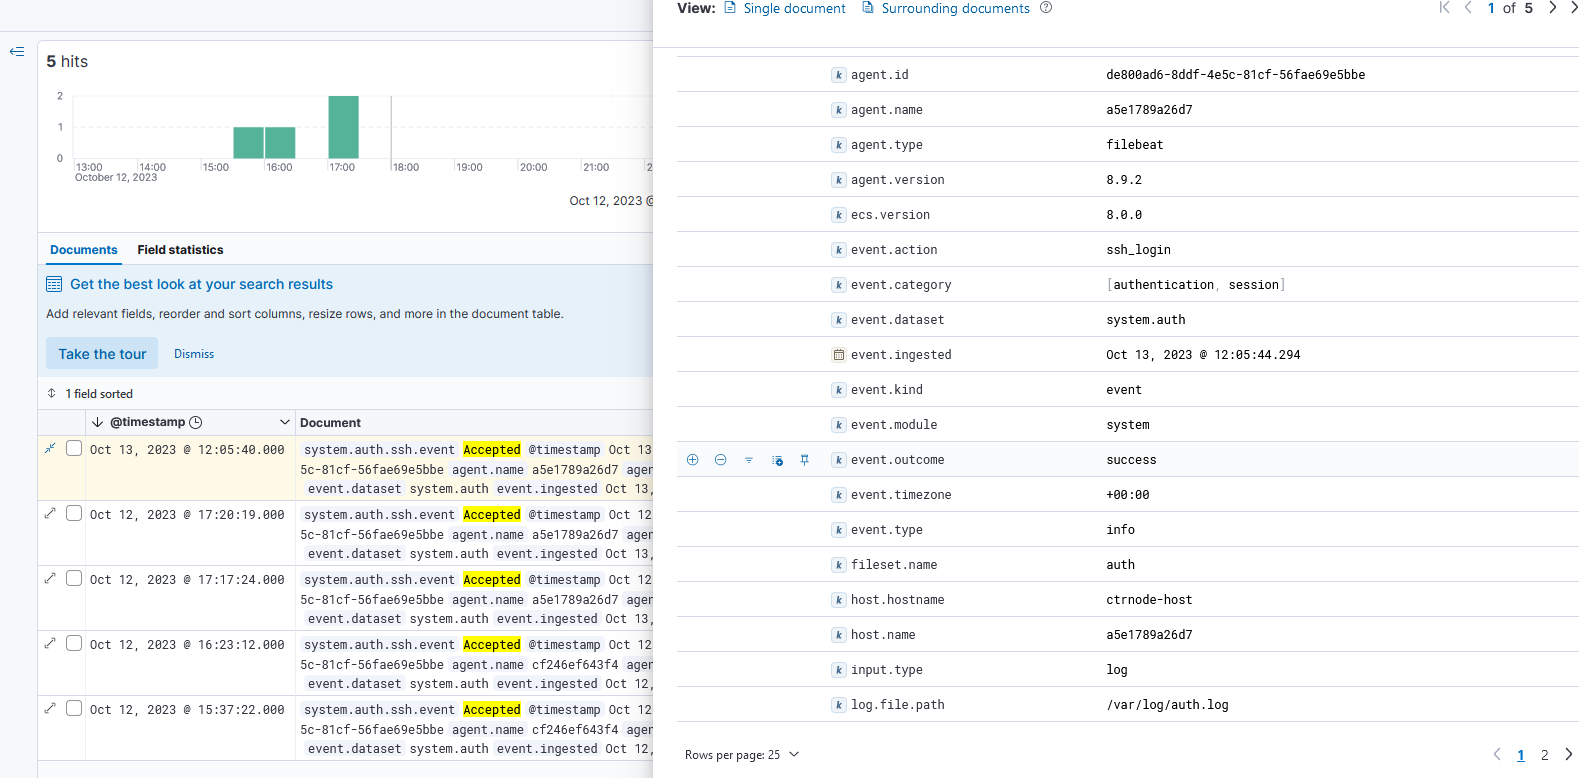 5 hits
2
1
0
13:00 14:00 15:00 16:00 17:00 18:00 19:00 20:00 21:00 2
October 12, 2023
Oct 12, 2023 @
Documents Field statistics
Get the best look at your search results
Add relevant fields, reorder and sort columns, resize rows, and more in the document table.
Take the tour Dismiss
1 field sorted
@timestamp Document
Oct 13, 2023 @ 12:05:40.000 system.auth.ssh.event Accepted @timestamp Oct 13
5c-81cf-56fae69e5bbe agent.name a5e1789a26d7 agen
event.dataset system.auth event.ingested Oct 13,
Oct 12, 2023 @ 17:20:19.000 system.auth.ssh.event Accepted @timestamp Oct 12
5c-81cf-56fae69e5bbe agent.name a5e1789a26d7 agen
event.dataset system.auth event.ingested Oct 13,
Oct 12, 2023 @ 17:17:24.000 system.auth.ssh.event Accepted @timestamp Oct 12
5c-81cf-56fae69e5bbe agent.name a5e1789a26d7 agen
event.dataset system.auth event.ingested Oct 13,
Oct 12, 2023 @ 16:23:12.000 system.auth.ssh.event Accepted @timestamp Oct 12
5c-81cf-56fae69e5bbe agent.name cf246ef643f4 agen
event.dataset system.auth event.ingested Oct 12,
Oct 12, 2023 @ 15:37:22.000 system.auth.ssh.event Accepted @timestamp Oct 12
5c-81cf-56fae69e5bbe agent.name cf246ef643f4 agen
event.dataset system.auth event.ingested Oct 12,
View: Single document Surrounding documents 1 of 5
k agent.id de800ad6-8ddf-4e5c-81cf-56fae69e5bbe
k agent.name a5e1789a26d7
k agent.type filebeat
k agent.version 8.9.2
k ecs.version 8.0.0
k event.action ssh_login
k event.category [authentication, session]
k event.dataset system.auth
event.ingested Oct 13, 2023 @ 12:05:44.294
k event.kind event
k event.module system
k event.outcome success
k event.timezone +00:00
k event.type info
k fileset.name auth
k host.hostname ctrnode-host
k host.name a5e1789a26d7
k input.type log
k log.file.path /var/log/auth.log
Rows per page: 25 1 2